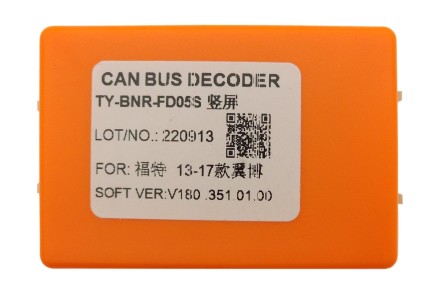 CAN BUS DECODER
TY-BNR-FD05S 竖屏
LOT/NO.: 220913
FOR: 福特 13-17款翼博
SOFT VER:V180 .351.01.00